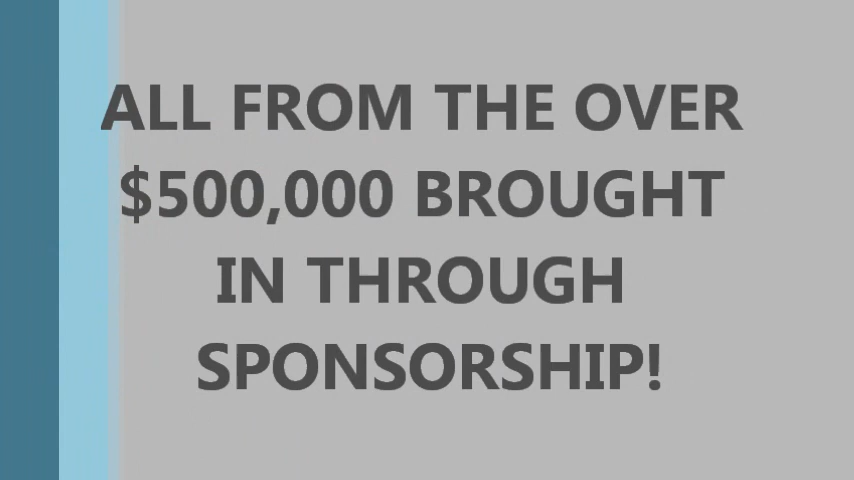 ALL FROM THE OVER
$500,000 BROUGHT
IN THROUGH
SPONSORSHIP!